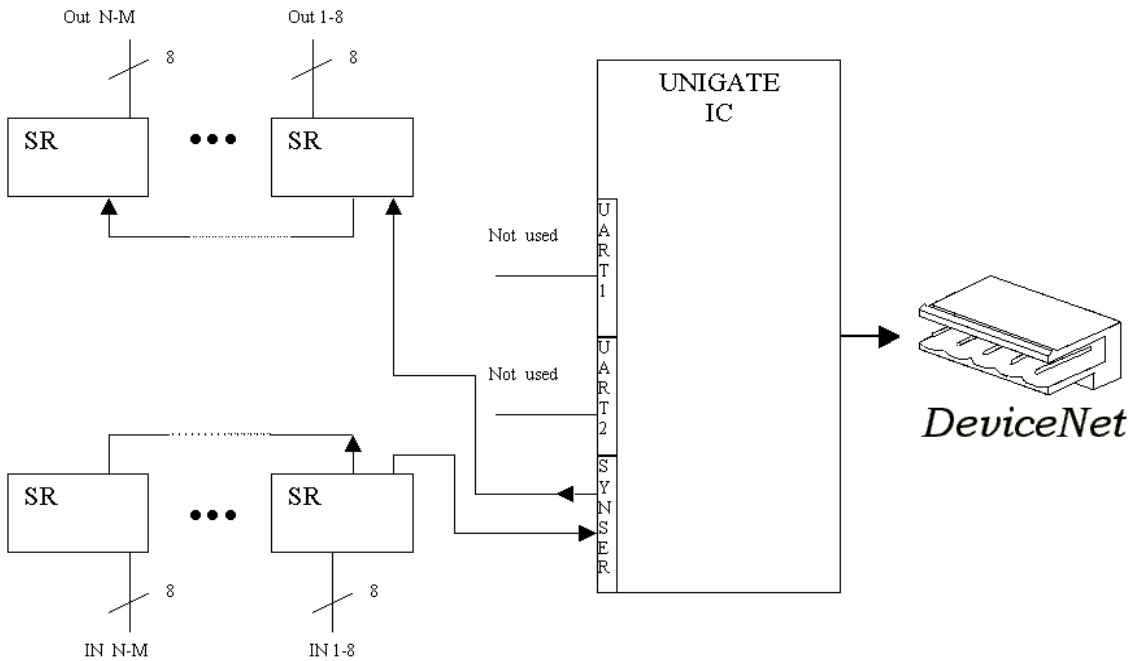 Out N-M
Out 1-8
8
8
SR
SR
UNIGATE
IC
UART1
Not used
UART2
Not used
SYNSER
DeviceNet
SR
SR
8
8
IN N-M
IN 1-8